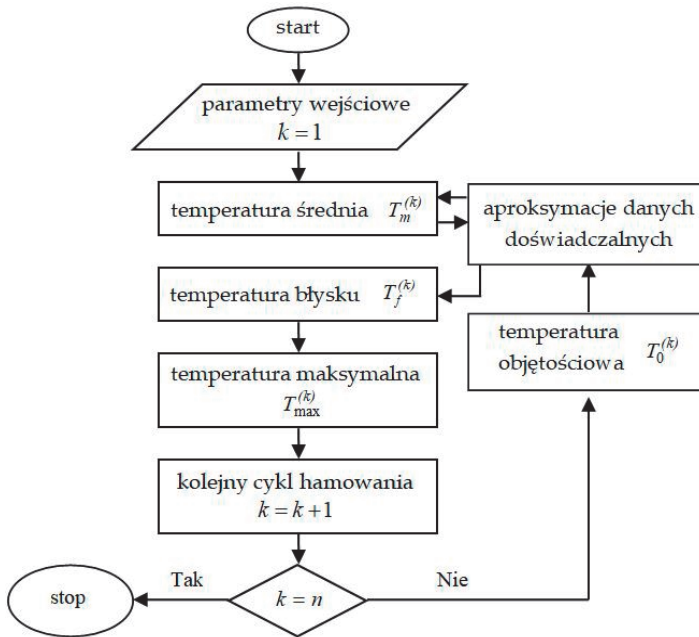 start
parametry wejściowe
k = 1
temperatura średnia T_m^(k)
aproksymacje danych
doświadczalnych
temperatura błysku T_f^(k)
temperatura
objętościowa T_0^(k)
temperatura maksymalna
T_max^(k)
kolejny cykl hamowania
k = k+1
Tak
Nie
k = n
stop